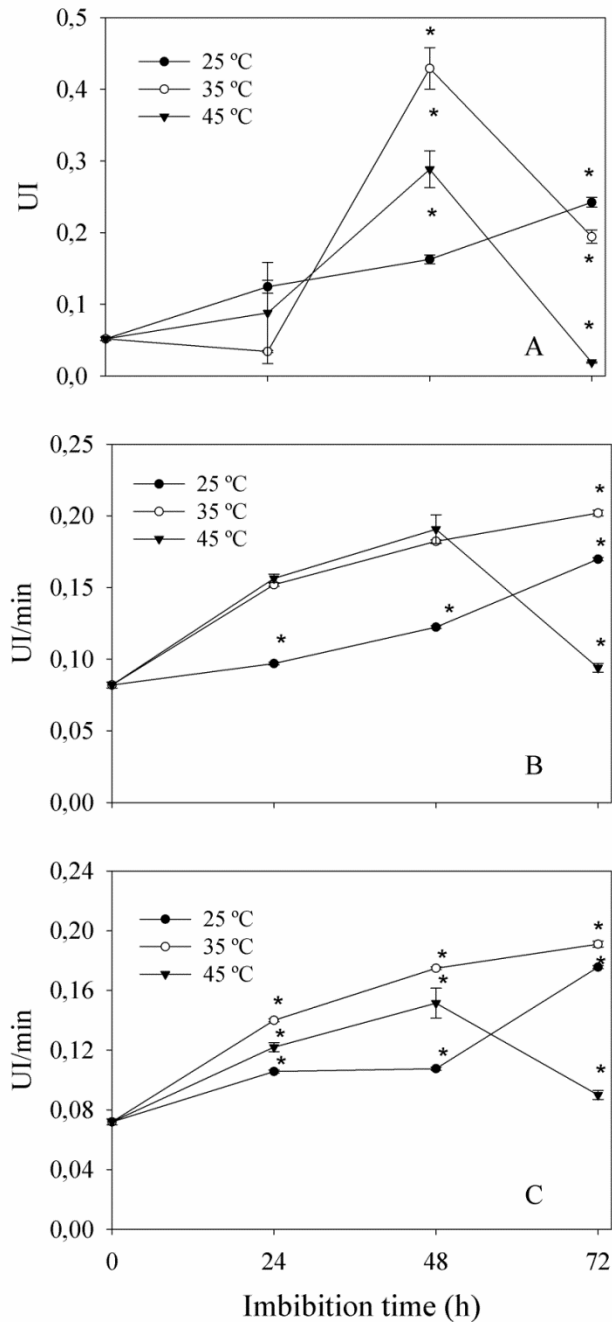 0,5
0,4
0,3
0,2
0,1
0,0
UI
25 ºC
35 ºC
45 ºC
*
*
*
*
*
*
A
0,25
0,20
0,15
0,10
0,05
0,00
UI/min
25 ºC
35 ºC
45 ºC
*
*
*
*
*
B
0,24
0,20
0,16
0,12
0,08
0,04
0,00
UI/min
25 ºC
35 ºC
45 ºC
*
*
*
*
*
*
*
*
*
C
0 24 48 72
Imbibition time (h)